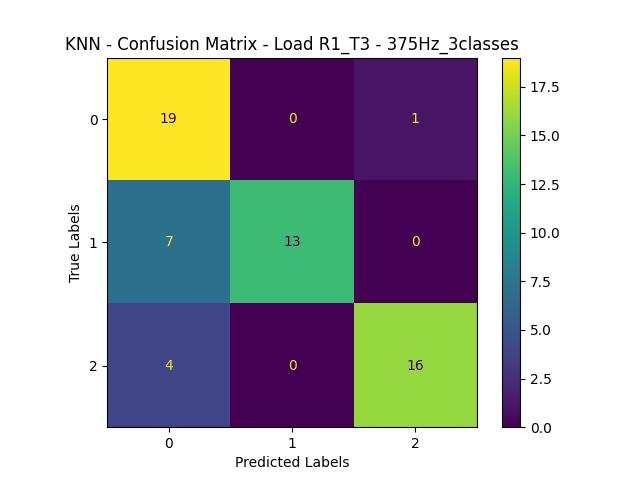 KNN - Confusion Matrix - Load R1_T3 - 375Hz_3classes
True Labels
0
1
2
19 0 1
7 13 0
4 0 16
0 1 2
Predicted Labels
17.5
15.0
12.5
10.0
7.5
5.0
2.5
0.0